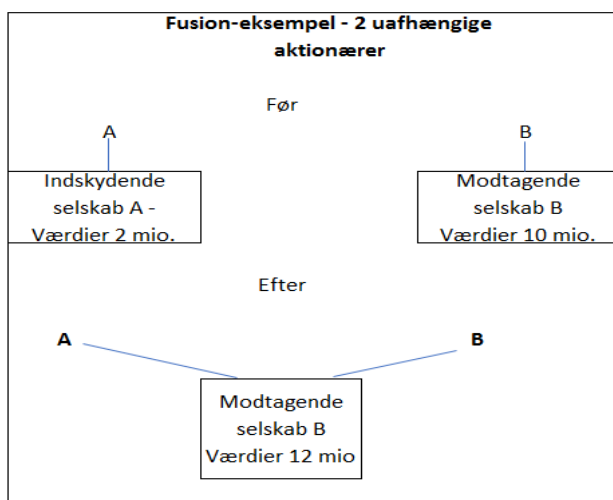 Fusion-eksempel - 2 uafhængige
aktionærer
Før
A
B
Indskydende
selskab A -
Værdier 2 mio.
Modtagende
selskab B
Værdier 10 mio.
Efter
A
B
Modtagende
selskab B
Værdier 12 mio